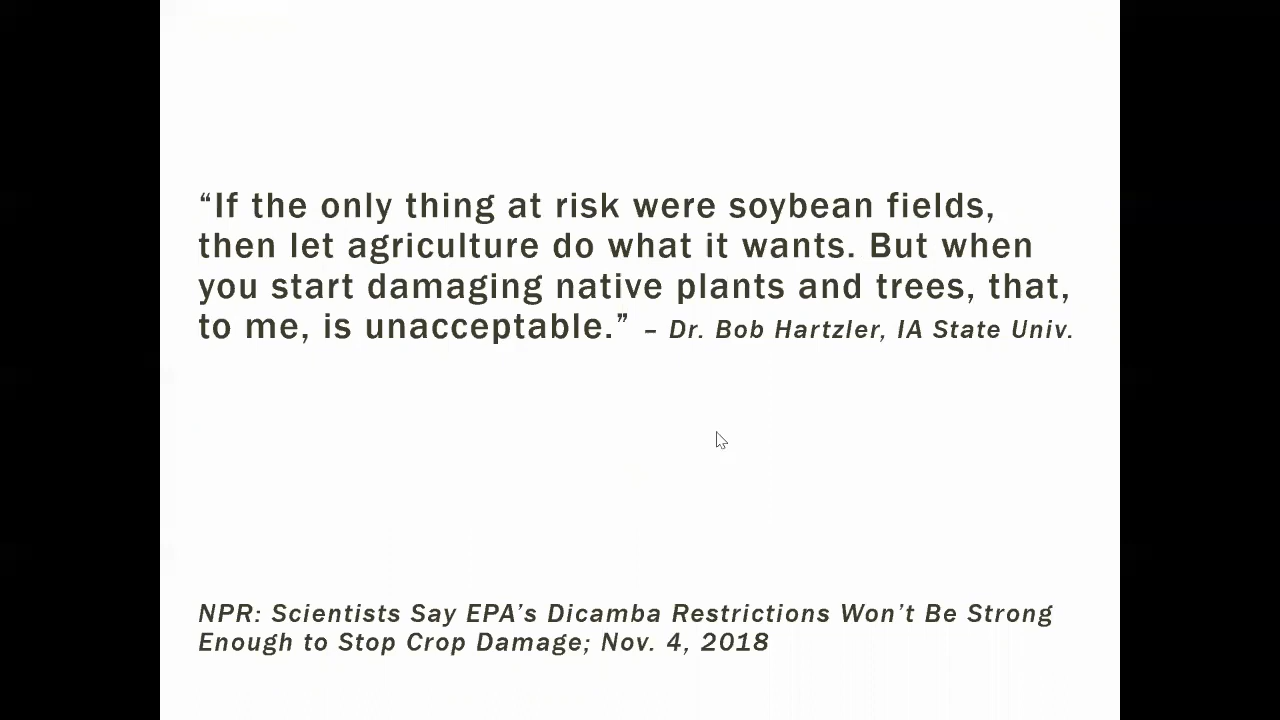 “If the only thing at risk were soybean fields,
then let agriculture do what it wants. But when
you start damaging native plants and trees, that,
to me, is unacceptable.” – Dr. Bob Hartzler, IA State Univ.
NPR: Scientists Say EPA’s Dicamba Restrictions Won’t Be Strong
Enough to Stop Crop Damage; Nov. 4, 2018